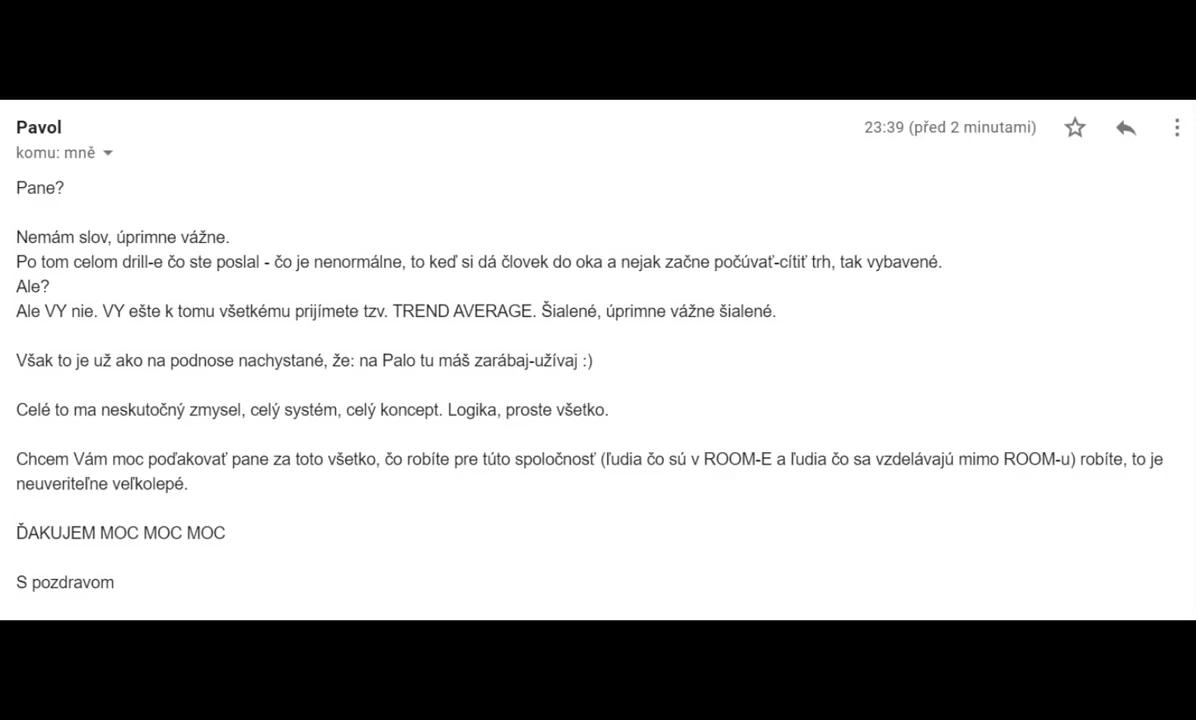 Pavol
23:39 (před 2 minutami)
komu: mně
Pane?
Nemám slov, úprimne vážne.
Po tom celom drill-e čo ste poslal - čo je nenormálne, to keď si dá človek do oka a nejak začne počúvať-cítiť trh, tak vybavené.
Ale?
Ale VY nie. VY ešte k tomu všetkému prijímete tzv. TREND AVERAGE. Šialené, úprimne vážne šialené.
Však to je už ako na podnose nachystané, že: na Palo tu máš zarábaj-užívaj :)
Celé to ma neskutočný zmysel, celý systém, celý koncept. Logika, proste všetko.
Chcem Vám moc poďakovať pane za toto všetko, čo robíte pre túto spoločnosť (ľudia čo sú v ROOM-E a ľudia čo sa vzdelávajú mimo ROOM-u) robíte, to je
neuveriteľne veľkolepé.
ĎAKUJEM MOC MOC MOC
S pozdravom